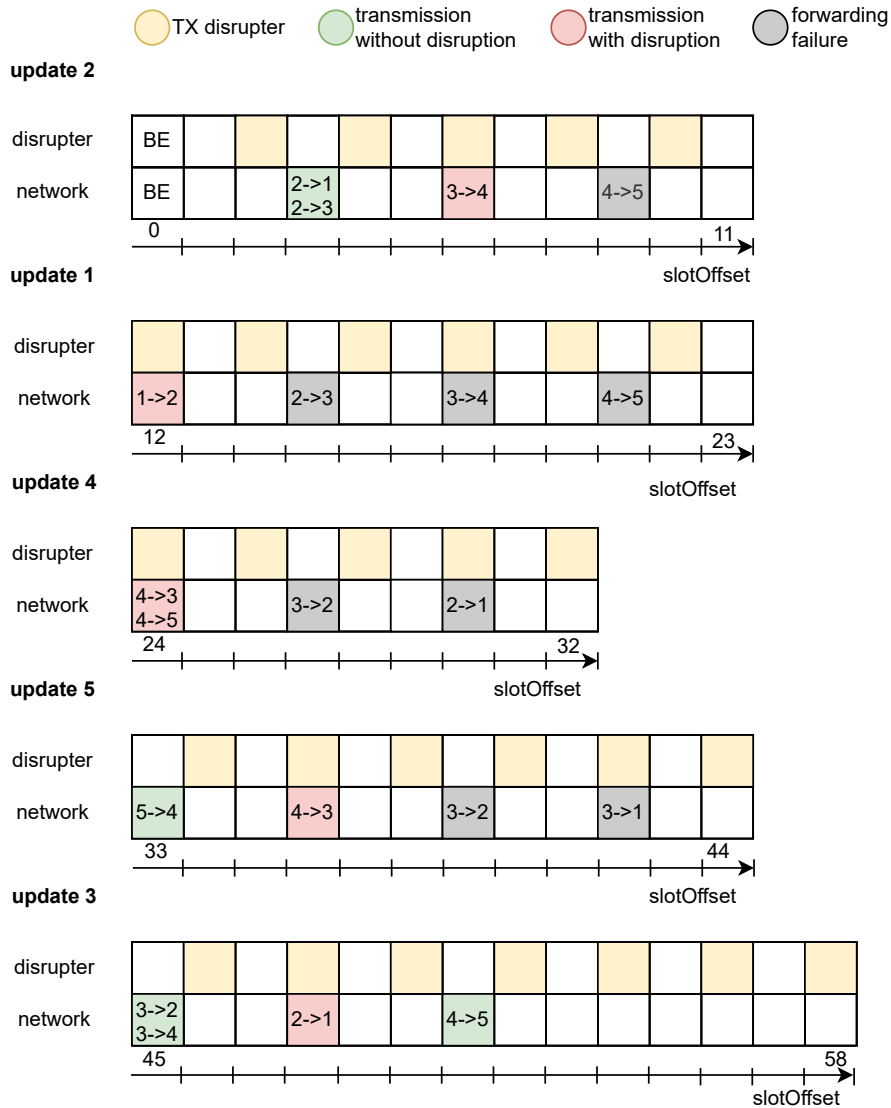 TX disrupter
transmission
without disruption
transmission
with disruption
forwarding
failure
update 2
disrupter
BE
network
BE
2->1
2->3
3->4
4->5
0
11
slotOffset
update 1
disrupter
network
1->2
2->3
3->4
4->5
12
23
slotOffset
update 4
disrupter
network
4->3
4->5
3->2
2->1
24
32
slotOffset
update 5
disrupter
network
5->4
4->3
3->2
3->1
33
44
slotOffset
update 3
disrupter
network
3->2
3->4
2->1
4->5
45
58
slotOffset